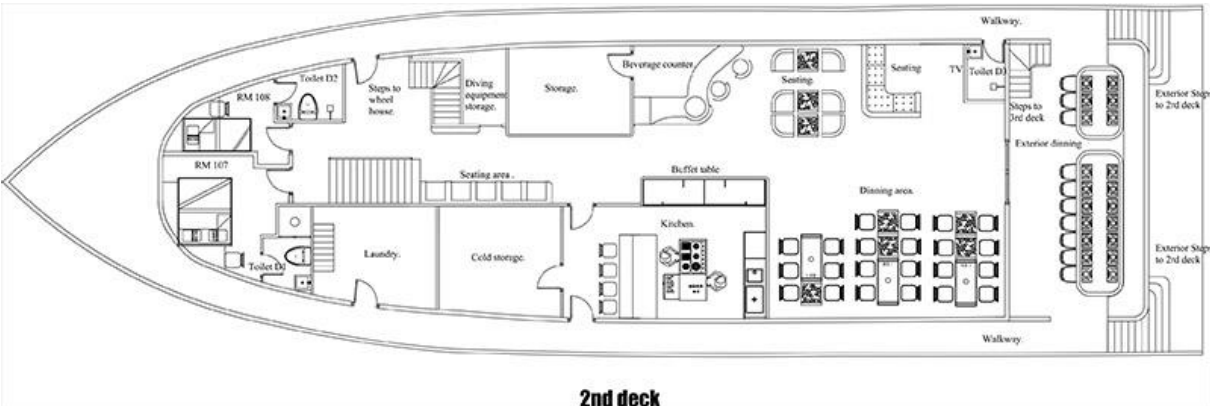 Walkway.
Toilet D2
RM 108
Steps to
wheel
house.
Diving
equipment
storage.
Storage.
Beverage counter.
Seating.
Seating
TV
Toilet D3
Steps to
3rd deck
Exterior Steps
to 2rd deck
Exterior dinning
RM 107
Seating area .
Buffet table
Dinning area.
Kitchen.
Toilet D1
Laundry.
Cold storage.
Exterior Steps
to 2rd deck
Walkway.
2nd deck